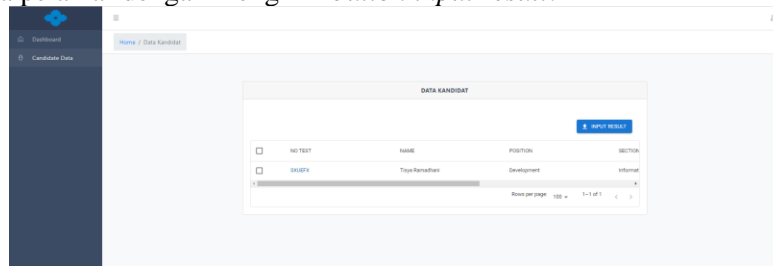 Dashboard
Home / Data Kandidat
Candidate Data
DATA KANDIDAT
INPUT RESULT
NO TEST NAME POSITION SECTION
Tisya Ramadhani Development Informat
Rows per page: 100 1-1 of 1